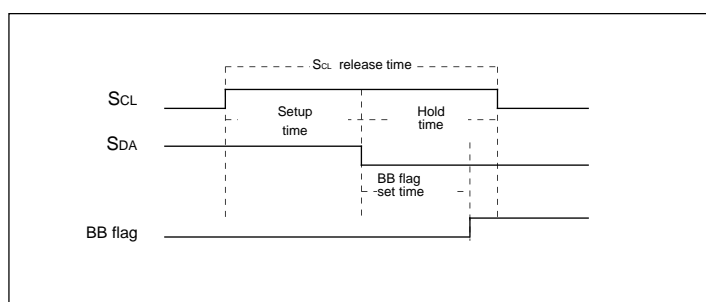 SCL release time
SCL
Setup
time
Hold
time
SDA
BB flag
set time
BB flag